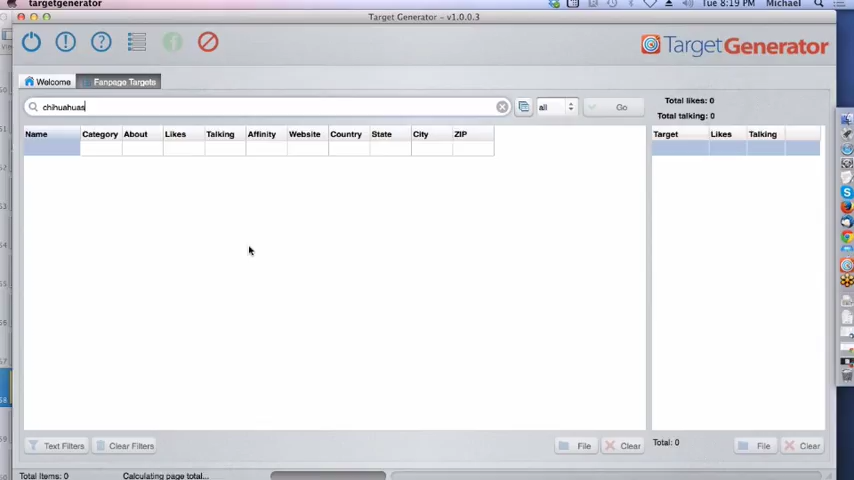 targetgenerator
Tue 8:19 PM Michael
Target Generator - v1.0.0.3
TargetGenerator
Welcome
Fanpage Targets
chihuahuas
all
Go
Total likes: 0
Total talking: 0
Name Category About Likes Talking Affinity Website Country State City ZIP
Target Likes Talking
Text Filters
Clear Filters
File
Clear
Total: 0
File
Clear
Total Items: 0
Calculating page total...